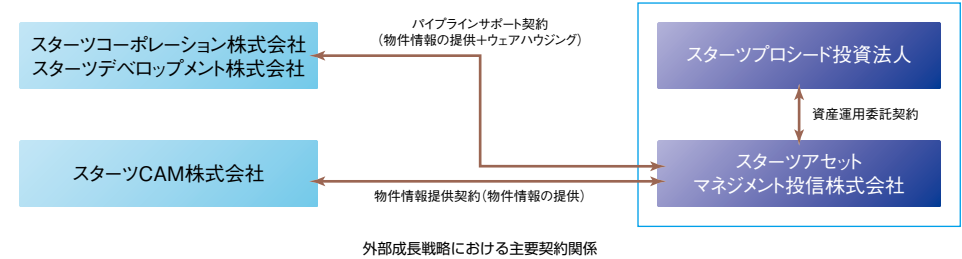 パイプラインサポート契約
(物件情報の提供+ウェアハウジング)
スターツコーポレーション株式会社
スターツデベロップメント株式会社
スターツプロシード投資法人
資産運用委託契約
スターツCAM株式会社
スターツアセット
マネジメント投信株式会社
物件情報提供契約(物件情報の提供)
外部成長戦略における主要契約関係